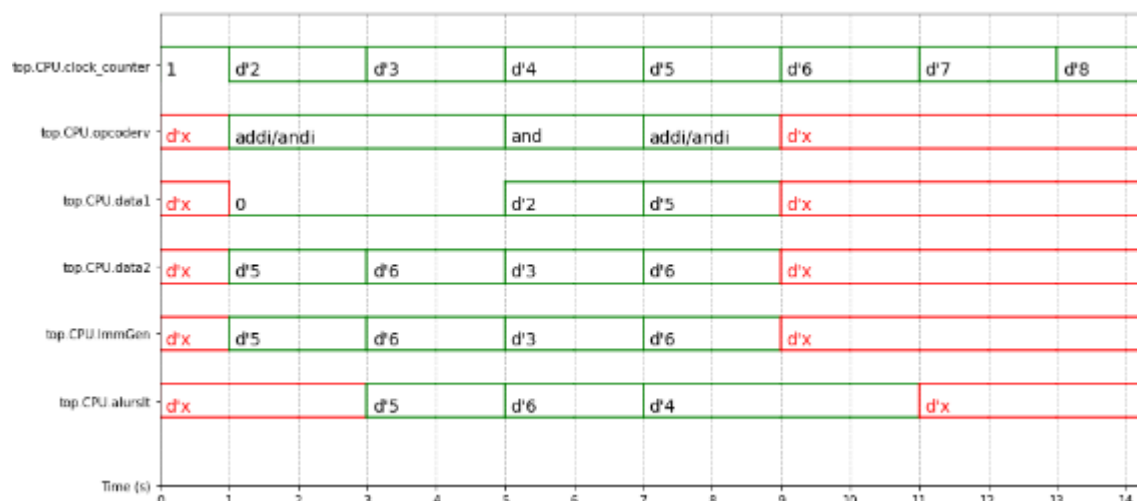 top.CPU.clock_counter 1 d'2 d'3 d'4 d'5 d'6 d'7 d'8
top.CPU.opcoderv d'x addi/andi and addi/andi d'x
top.CPU.data1 d'x 0 d'2 d'5 d'x
top.CPU.data2 d'x d'5 d'6 d'3 d'6 d'x
top.CPU.ImmGen d'x d'5 d'6 d'3 d'6 d'x
top.CPU.alurslt d'x d'5 d'6 d'4 d'x
Time (s) 0 1 2 3 4 5 6 7 8 9 10 11 12 13 14